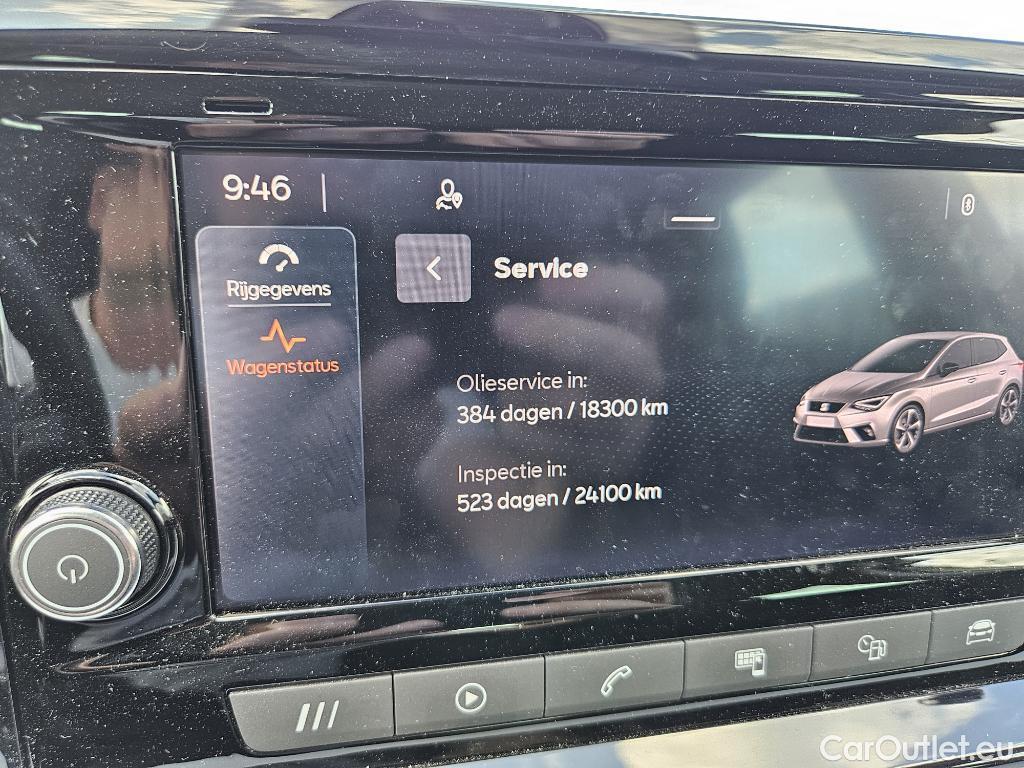 9:46
Rijgegevens
Wagenstatus
Service
Olieservice in:
384 dagen / 18300 km
Inspectie in:
523 dagen / 24100 km
CarOutlet.eu